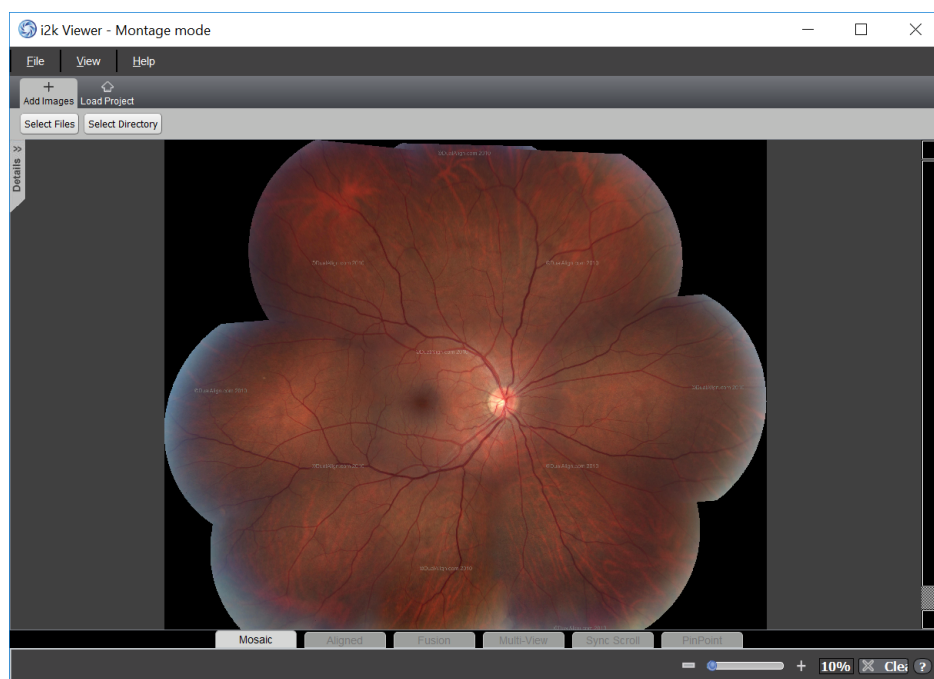 i2k Viewer - Montage mode
File View Help
Add Images Load Project
Select Files Select Directory
Details
Mosaic Aligned Fusion Multi-View Sync Scroll PinPoint
10% Clea ?